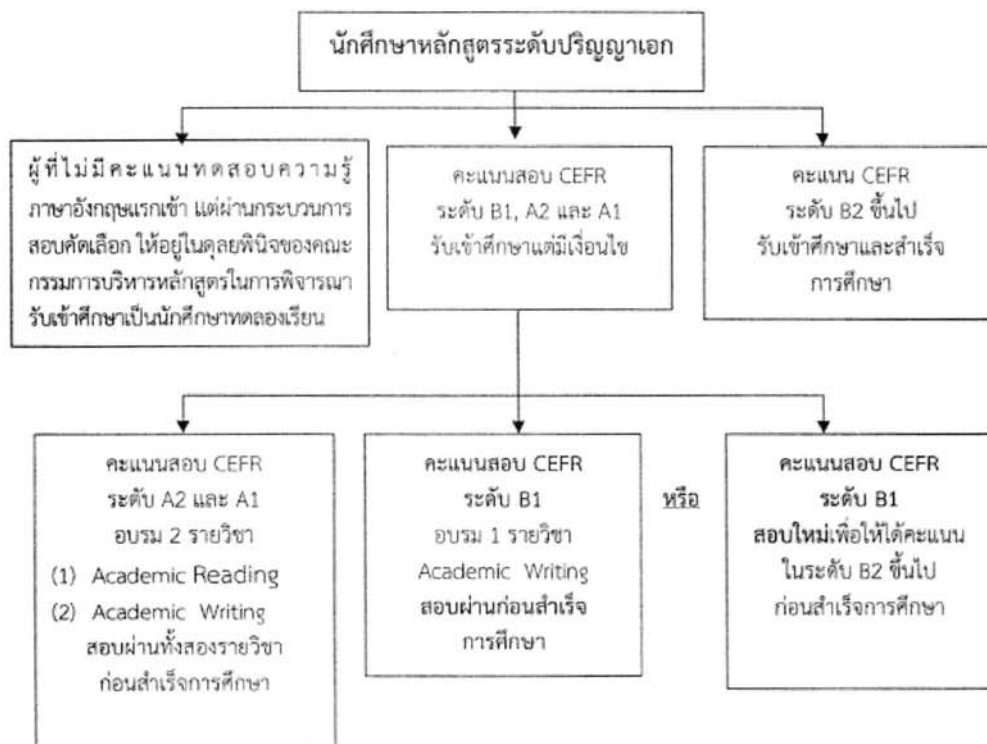 นักศึกษาหลักสูตรระดับปริญญาเอก
ผู้ที่ไม่มีคะแนนทดสอบความรู้
ภาษาอังกฤษแรกเข้า แต่ผ่านกระบวนการ
สอบคัดเลือก ให้อยู่ในดุลยพินิจของคณะ
กรรมการบริหารหลักสูตรในการพิจารณา
รับเข้าศึกษาเป็นนักศึกษาทดลองเรียน
คะแนนสอบ CEFR
ระดับ B1, A2 และ A1
รับเข้าศึกษาแต่มีเงื่อนไข
คะแนน CEFR
ระดับ B2 ขึ้นไป
รับเข้าศึกษาและสำเร็จ
การศึกษา
คะแนนสอบ CEFR
ระดับ A2 และ A1
อบรม 2 รายวิชา
(1) Academic Reading
(2) Academic Writing
สอบผ่านทั้งสองรายวิชา
ก่อนสำเร็จการศึกษา
คะแนนสอบ CEFR
ระดับ B1
อบรม 1 รายวิชา
Academic Writing
สอบผ่านก่อนสำเร็จ
การศึกษา
หรือ
คะแนนสอบ CEFR
ระดับ B1
สอบใหม่เพื่อให้ได้คะแนน
ในระดับ B2 ขึ้นไป
ก่อนสำเร็จการศึกษา